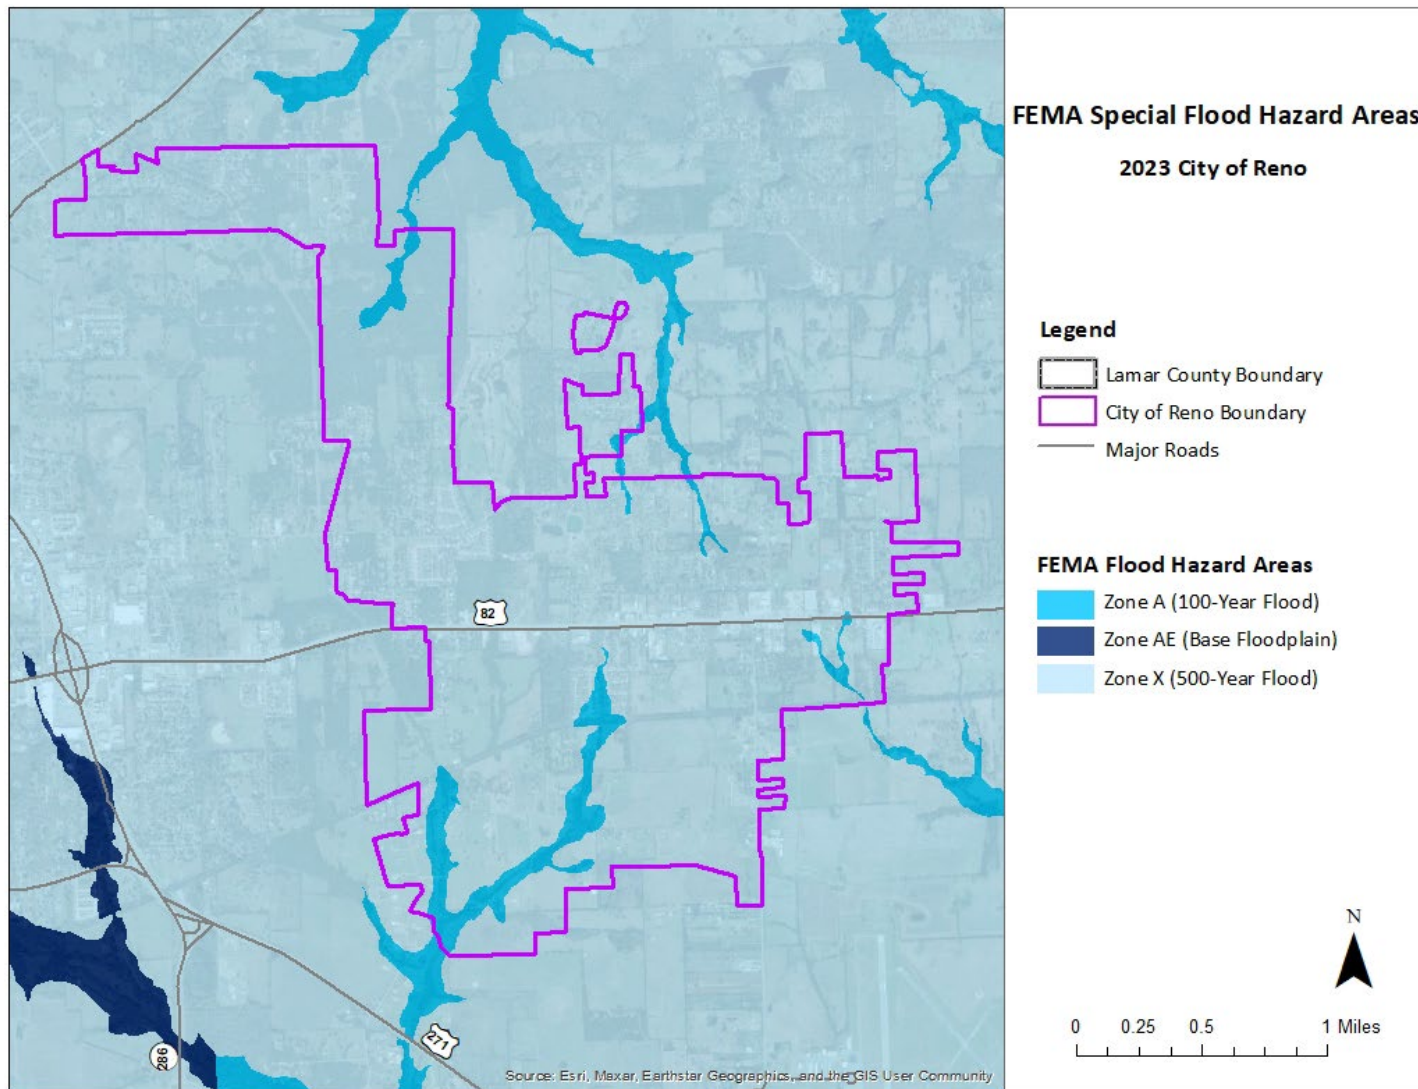 FEMA Special Flood Hazard Areas
2023 City of Reno
Legend
Lamar County Boundary
City of Reno Boundary
Major Roads
FEMA Flood Hazard Areas
Zone A (100-Year Flood)
Zone AE (Base Floodplain)
Zone X (500-Year Flood)
82
271
286
N
0 0.25 0.5 1 Miles
Source: Esri, Maxar, Earthstar Geographics, and the GIS User Community